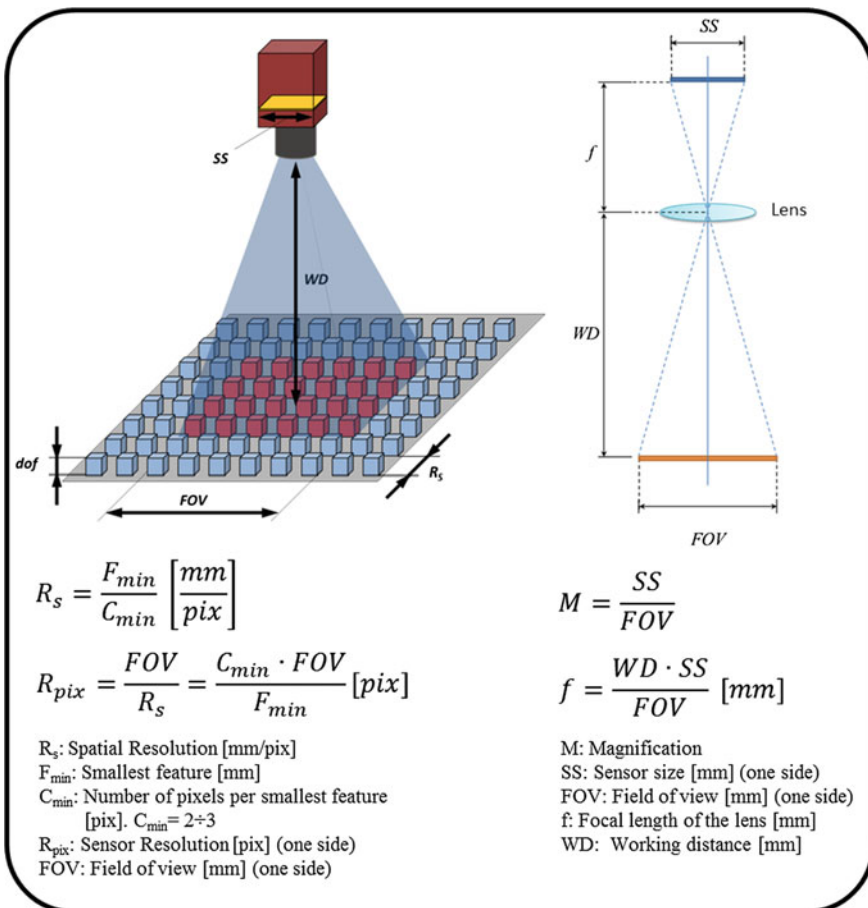 SS
WD
dof
R_s
FOV
SS
f
Lens
WD
FOV
R_s = F_min / C_min [mm / pix]
R_pix = FOV / R_s = C_min · FOV / F_min [pix]
R_s: Spatial Resolution [mm/pix]
F_min: Smallest feature [mm]
C_min: Number of pixels per smallest feature
[pix]. C_min= 2÷3
R_pix: Sensor Resolution [pix] (one side)
FOV: Field of view [mm] (one side)
M = SS / FOV
f = WD · SS / FOV [mm]
M: Magnification
SS: Sensor size [mm] (one side)
FOV: Field of view [mm] (one side)
f: Focal length of the lens [mm]
WD: Working distance [mm]